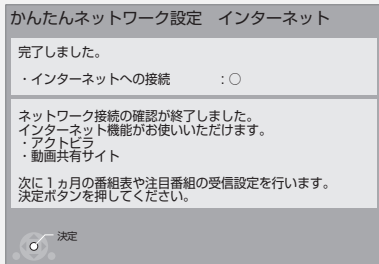 かんたんネットワーク設定　インターネット
完了しました。
・インターネットへの接続　：○
ネットワーク接続の確認が終了しました。
インターネット機能がお使いいただけます。
・アクトビラ
・動画共有サイト
次に１ヵ月の番組表や注目番組の受信設定を行います。
決定ボタンを押してください。
決定